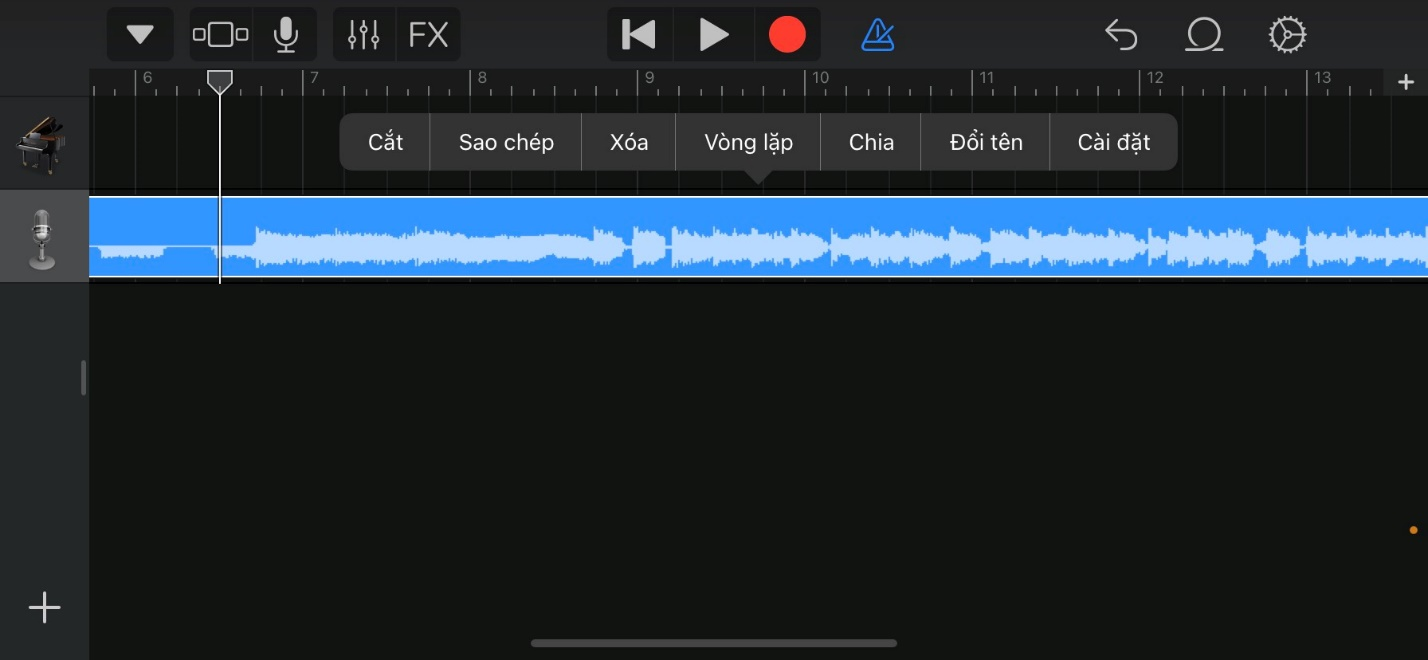 FX
6 7 8 9 10 11 12 13
Cắt Sao chép Xóa Vòng lặp Chia Đổi tên Cài đặt